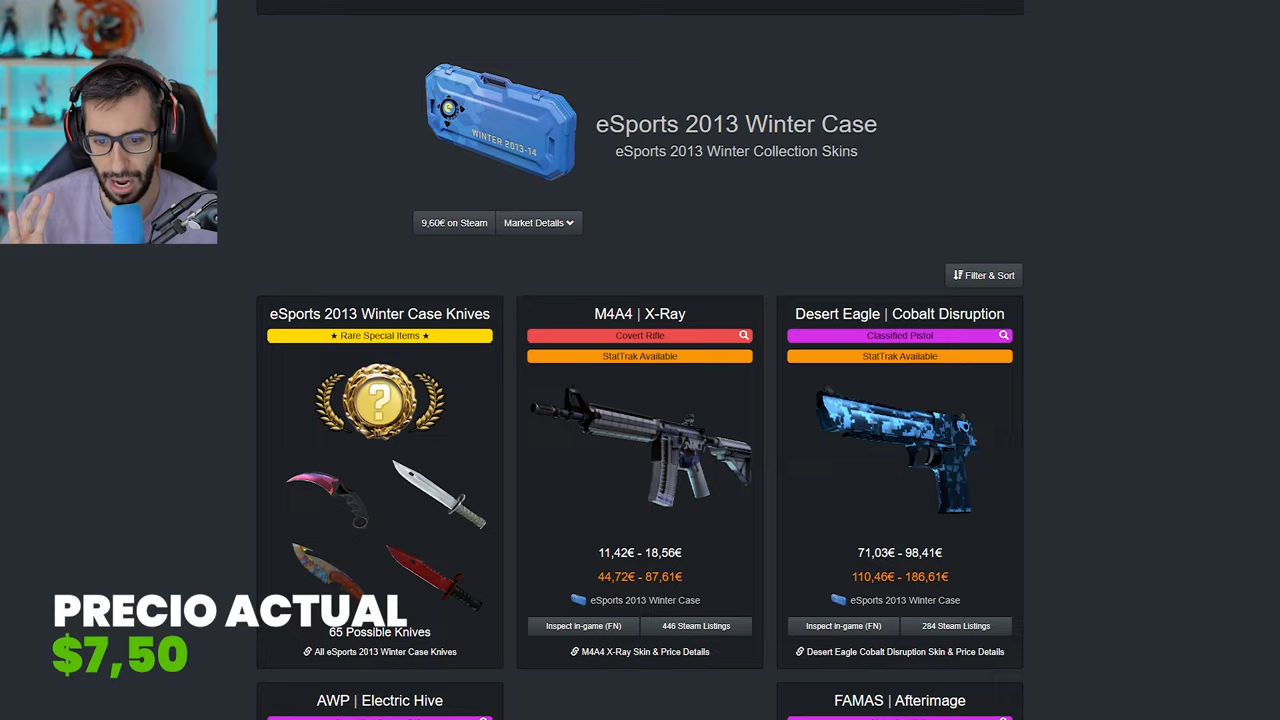 WINTER 2013-14
eSports 2013 Winter Case
eSports 2013 Winter Collection Skins
9,60€ on Steam
Market Details
Filter & Sort
eSports 2013 Winter Case Knives
★ Rare Special Items ★
?
65 Possible Knives
All eSports 2013 Winter Case Knives
M4A4 | X-Ray
Covert Rifle
StatTrak Available
11,42€ - 18,56€
44,72€ - 87,61€
eSports 2013 Winter Case
Inspect in-game (FN)
446 Steam Listings
M4A4 X-Ray Skin & Price Details
Desert Eagle | Cobalt Disruption
Classified Pistol
StatTrak Available
71,03€ - 98,41€
110,46€ - 186,61€
eSports 2013 Winter Case
Inspect in-game (FN)
284 Steam Listings
Desert Eagle Cobalt Disruption Skin & Price Details
PRECIO ACTUAL
$7,50
AWP | Electric Hive
FAMAS | Afterimage